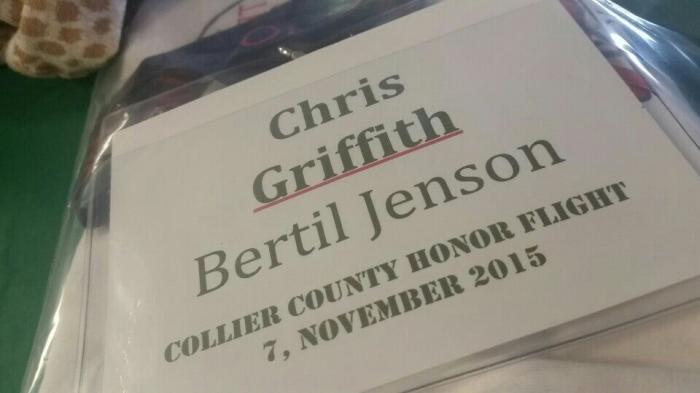 Chris
Griffith
Bertil Jenson
COLLIER COUNTY HONOR FLIGHT
7, NOVEMBER 2015